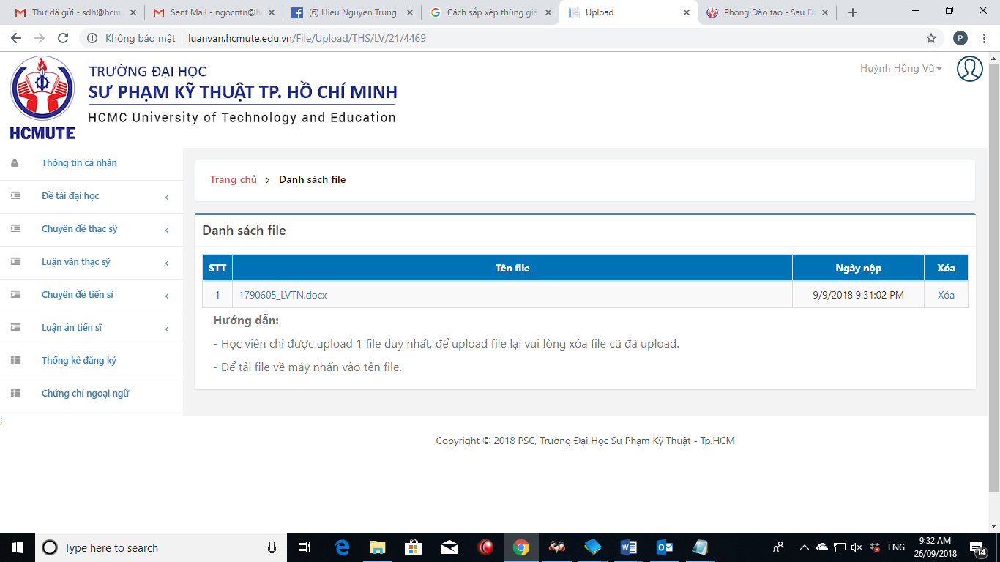 Thư đã gửi - sdh@hcm
Sent Mail - ngocntn@h
(6) Hieu Nguyen Trung
Cách sắp xếp thùng giấ
Upload
Phòng Đào tạo - Sau Đ
Không bảo mật | luanvan.hcmute.edu.vn/File/Upload/THS/LV/21/4469
P
TRƯỜNG ĐẠI HỌC
SƯ PHẠM KỸ THUẬT TP. HỒ CHÍ MINH
HCMC University of Technology and Education
HCMUTE
Huỳnh Hồng Vũ
Thông tin cá nhân
Đề tài đại học
Chuyên đề thạc sỹ
Luận văn thạc sỹ
Chuyên đề tiến sĩ
Luận án tiến sĩ
Thống kê đăng ký
Chứng chỉ ngoại ngữ
;
Trang chủ > Danh sách file
Danh sách file
STT Tên file Ngày nộp Xóa
1 1790605_LVTN.docx 9/9/2018 9:31:02 PM Xóa
Hướng dẫn:
- Học viên chỉ được upload 1 file duy nhất, để upload file lại vui lòng xóa file cũ đã upload.
- Để tải file về máy nhấn vào tên file.
Copyright © 2018 PSC, Trường Đại Học Sư Phạm Kỹ Thuật - Tp.HCM
Type here to search
ENG
9:32 AM
26/09/2018
14